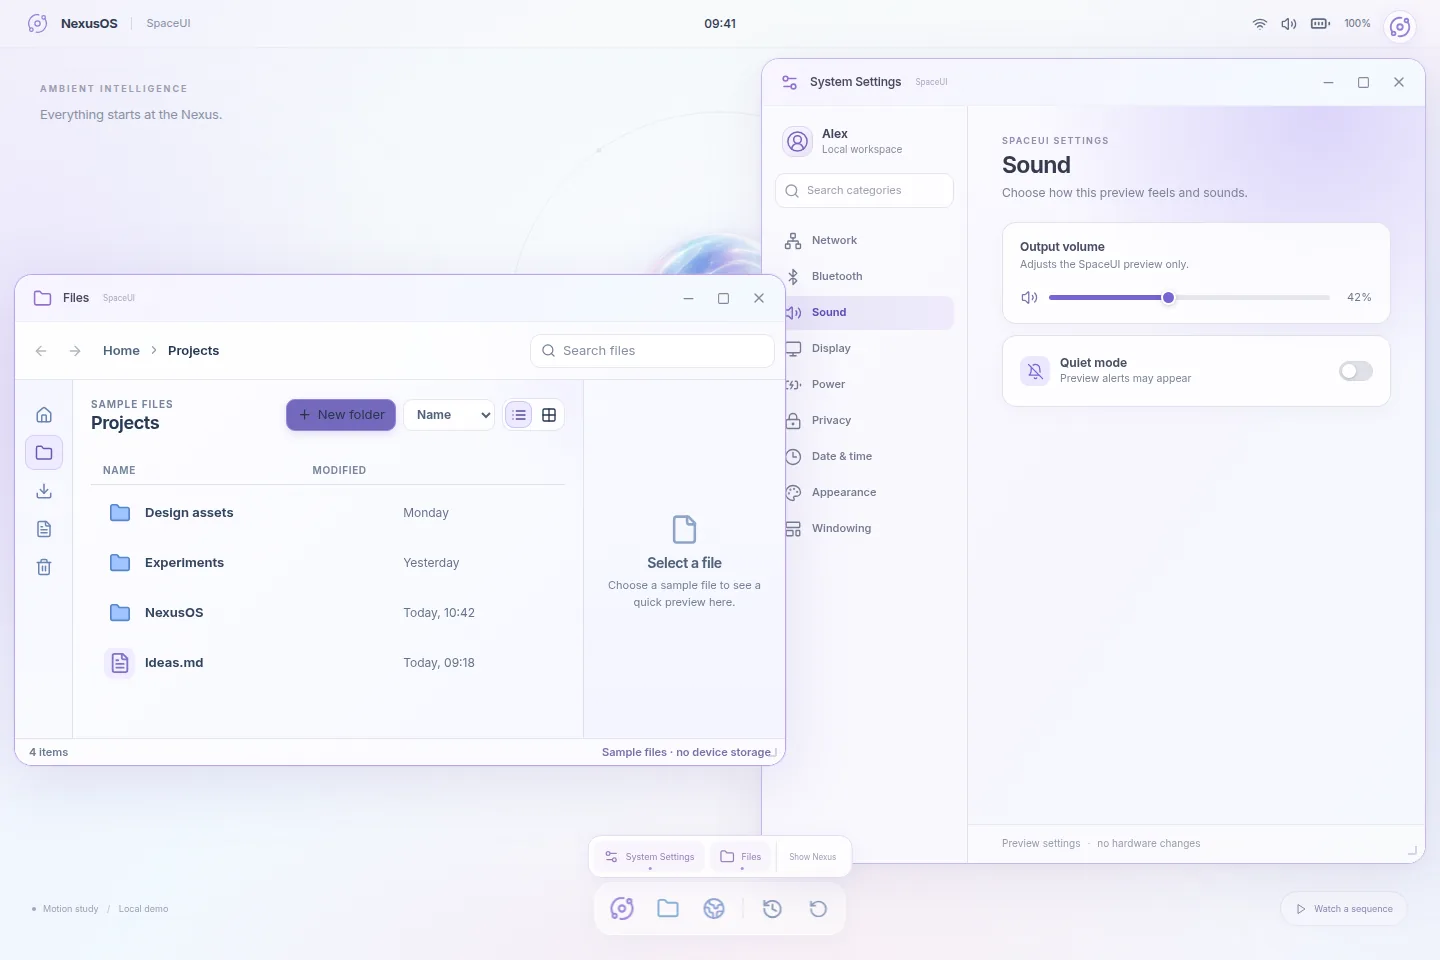 NexusOS
SpaceUI
09:41
100%
AMBIENT INTELLIGENCE
Everything starts at the Nexus.
System Settings
SpaceUI
Alex
Local workspace
Search categories
Network
Bluetooth
Sound
Display
Power
Privacy
Date & time
Appearance
Windowing
SPACEUI SETTINGS
Sound
Choose how this preview feels and sounds.
Output volume
Adjusts the SpaceUI preview only.
42%
Quiet mode
Preview alerts may appear
Preview settings · no hardware changes
Files
SpaceUI
Home
Projects
Search files
SAMPLE FILES
Projects
New folder
Name
NAME
MODIFIED
Design assets
Monday
Experiments
Yesterday
NexusOS
Today, 10:42
Ideas.md
Today, 09:18
Select a file
Choose a sample file to see a
quick preview here.
4 items
Sample files · no device storage
System Settings
Files
Show Nexus
Motion study / Local demo
Watch a sequence